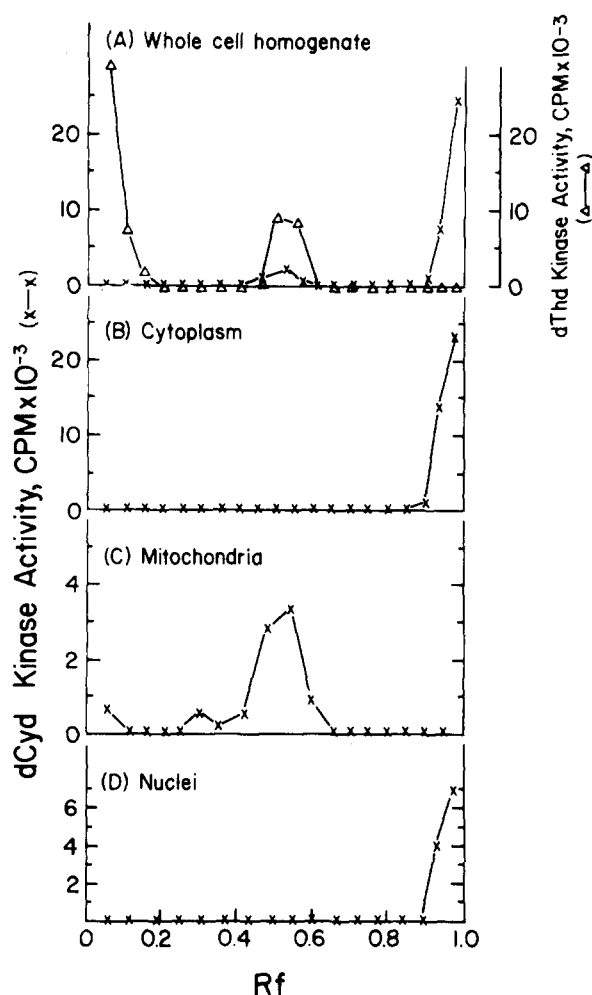 (A) Whole cell homogenate
20
10
0
20
10
0
dThd Kinase Activity, CPM×10⁻³
(△—△)
dCyd Kinase Activity, CPM×10⁻³ (x—x)
(B) Cytoplasm
20
10
0
(C) Mitochondria
4
2
0
(D) Nuclei
6
4
2
0 0.2 0.4 0.6 0.8 1.0
Rf